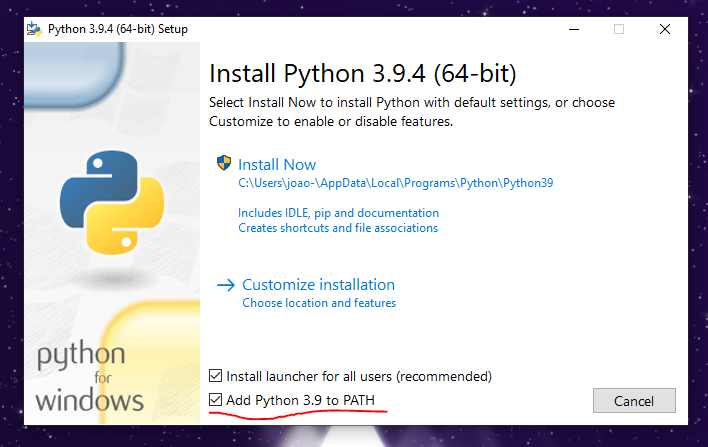 Python 3.9.4 (64-bit) Setup
Install Python 3.9.4 (64-bit)
Select Install Now to install Python with default settings, or choose
Customize to enable or disable features.
Install Now
C:\Users\joao-\AppData\Local\Programs\Python\Python39
Includes IDLE, pip and documentation
Creates shortcuts and file associations
Customize installation
Choose location and features
python
for
windows
Install launcher for all users (recommended)
Add Python 3.9 to PATH
Cancel